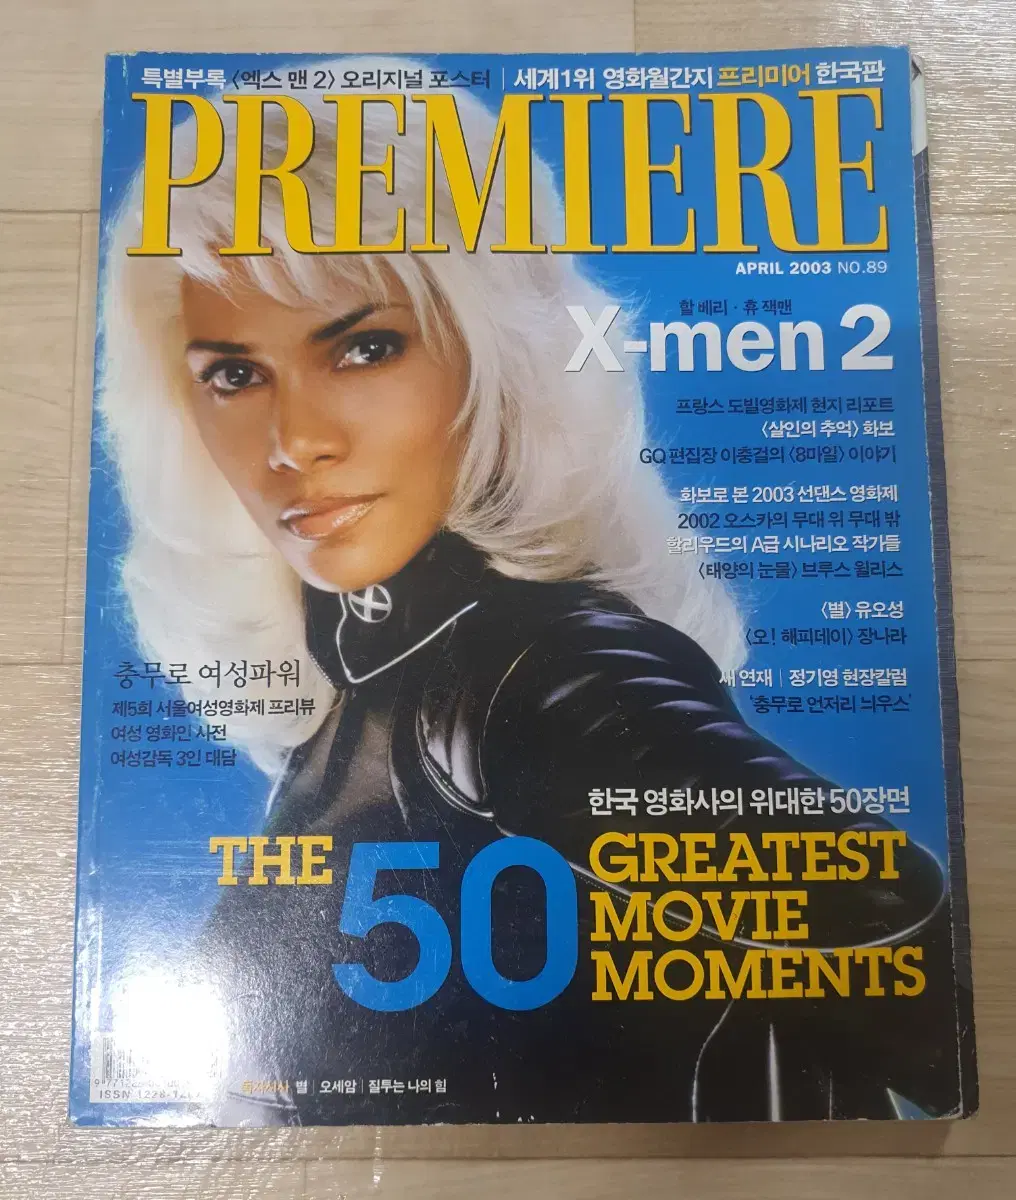 특별부록 〈엑스 맨 2〉 오리지널 포스터 | 세계1위 영화월간지 프리미어 한국판
PREMIERE
APRIL 2003 NO.89
할 베리 · 휴 잭맨
X-men 2
프랑스 도빌영화제 현지 리포트
〈살인의 추억〉 화보
GQ 편집장 이충걸의 〈8마일〉 이야기
화보로 본 2003 선댄스 영화제
2002 오스카의 무대 위 무대 밖
할리우드의 A급 시나리오 작가들
〈태양의 눈물〉 브루스 윌리스
〈별〉 유오성
〈오! 해피데이〉 장나라
새 연재 | 정기영 현장칼럼
‘충무로 언저리 늬우스’
충무로 여성파워
제5회 서울여성영화제 프리뷰
여성 영화인 사전
여성감독 3인 대담
한국 영화사의 위대한 50장면
THE 50 GREATEST
MOVIE
MOMENTS
독자시사 별 | 오세암 | 질투는 나의 힘
ISSN